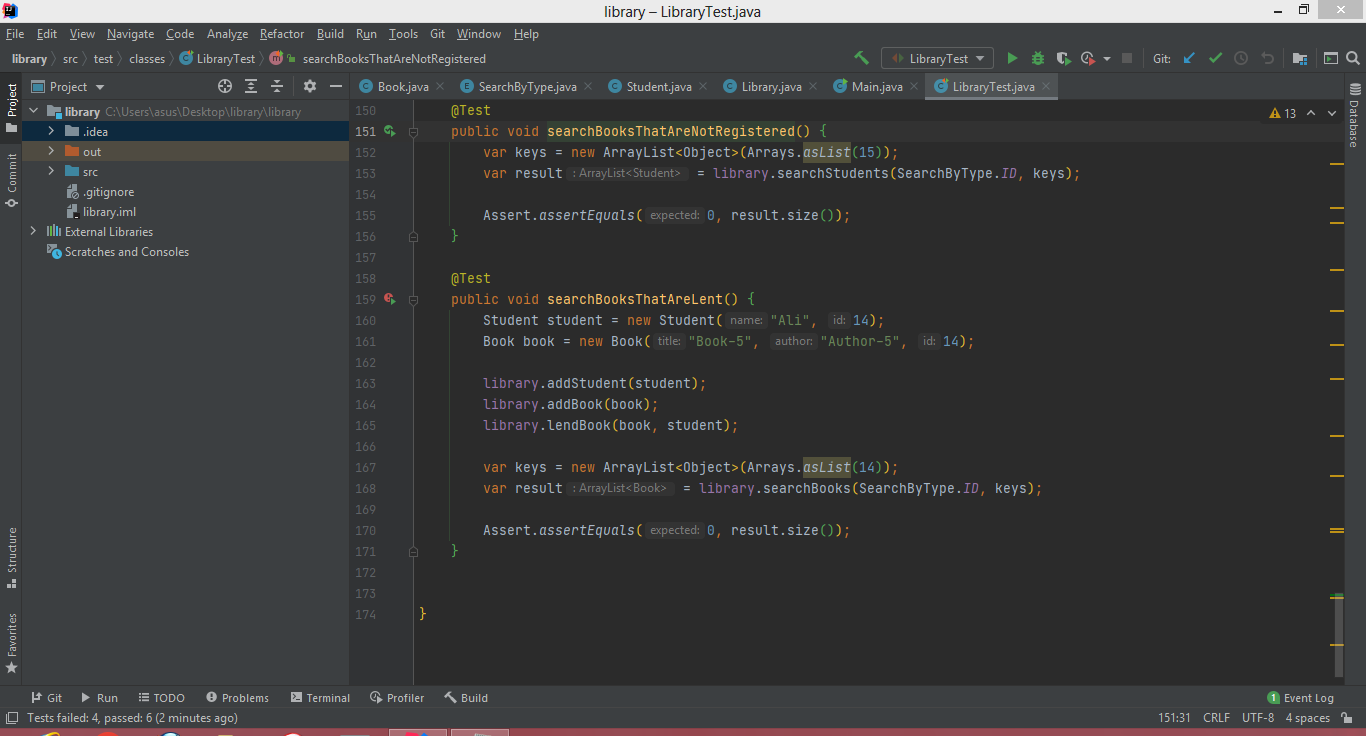 library – LibraryTest.java
File Edit View Navigate Code Analyze Refactor Build Run Tools Git Window Help
library src test classes LibraryTest m searchBooksThatAreNotRegistered LibraryTest Git:
Project
Book.java SearchByType.java Student.java Library.java Main.java LibraryTest.java
library C:\Users\asus\Desktop\library\library
.idea
out
src
.gitignore
library.iml
External Libraries
Scratches and Consoles
Project
Commit
Structure
Favorites
13
Database
150 @Test
151 public void searchBooksThatAreNotRegistered() {
152 var keys = new ArrayList<Object>(Arrays.asList(15));
153 var result : ArrayList<Student> = library.searchStudents(SearchByType.ID, keys);
154
155 Assert.assertEquals( expected: 0, result.size());
156 }
157
158 @Test
159 public void searchBooksThatAreLent() {
160 Student student = new Student( name: "Ali", id: 14);
161 Book book = new Book( title: "Book-5", author: "Author-5", id: 14);
162
163 library.addStudent(student);
164 library.addBook(book);
165 library.lendBook(book, student);
166
167 var keys = new ArrayList<Object>(Arrays.asList(14));
168 var result : ArrayList<Book> = library.searchBooks(SearchByType.ID, keys);
169
170 Assert.assertEquals( expected: 0, result.size());
171 }
172
173
174 }
Git Run TODO Problems Terminal Profiler Build 1 Event Log
Tests failed: 4, passed: 6 (2 minutes ago) 151:31 CRLF UTF-8 4 spaces